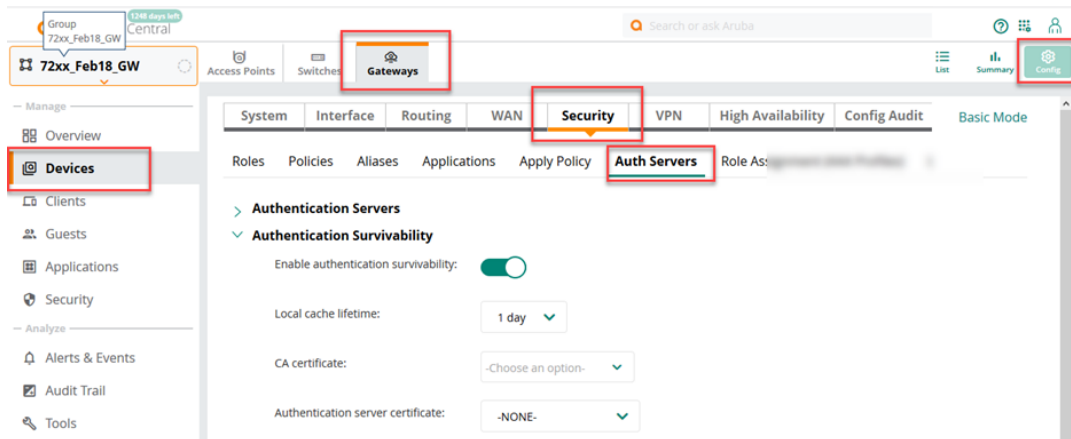 Group
72xx_Feb18_GW
1248 days left
Central
Search or ask Aruba
72xx_Feb18_GW
Access Points
Switches
Gateways
List
Summary
Config
Manage
Overview
Devices
Clients
Guests
Applications
Security
Analyze
Alerts & Events
Audit Trail
Tools
System Interface Routing WAN Security VPN High Availability Config Audit Basic Mode
Roles Policies Aliases Applications Apply Policy Auth Servers Role
Authentication Servers
Authentication Survivability
Enable authentication survivability:
Local cache lifetime: 1 day
CA certificate: -Choose an option-
Authentication server certificate: -NONE-